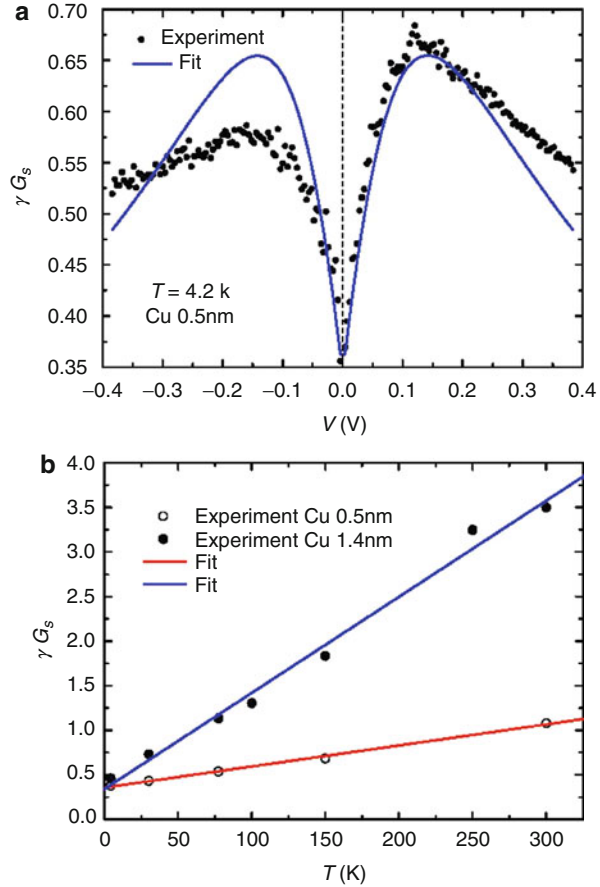 a
0.70
0.65
0.60
0.55
0.50
0.45
0.40
0.35
γ Gs
Experiment
Fit
T = 4.2 k
Cu 0.5nm
−0.4 −0.3 −0.2 −0.1 0.0 0.1 0.2 0.3 0.4
V (V)
b
4.0
3.5
3.0
2.5
2.0
1.5
1.0
0.5
0.0
γ Gs
Experiment Cu 0.5nm
Experiment Cu 1.4nm
Fit
Fit
0 50 100 150 200 250 300
T (K)